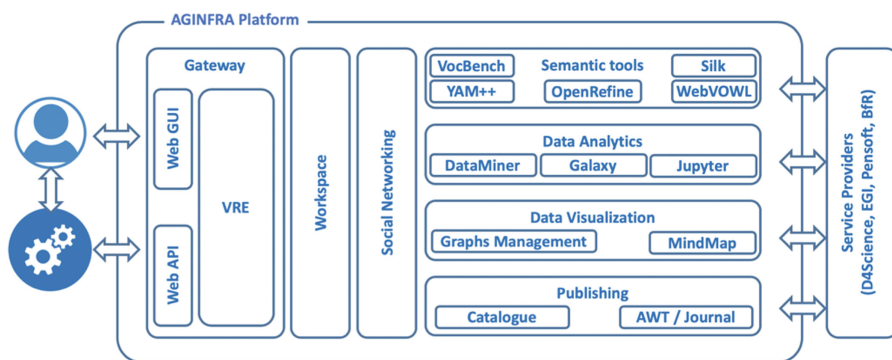 AGINFRA Platform
Gateway
Web GUI
Web API
VRE
Workspace
Social Networking
VocBench
Semantic tools
Silk
YAM++
OpenRefine
WebVOWL
Data Analytics
DataMiner
Galaxy
Jupyter
Data Visualization
Graphs Management
MindMap
Publishing
Catalogue
AWT / Journal
Service Providers
(D4Science, EGI, Pensoft, BfR)